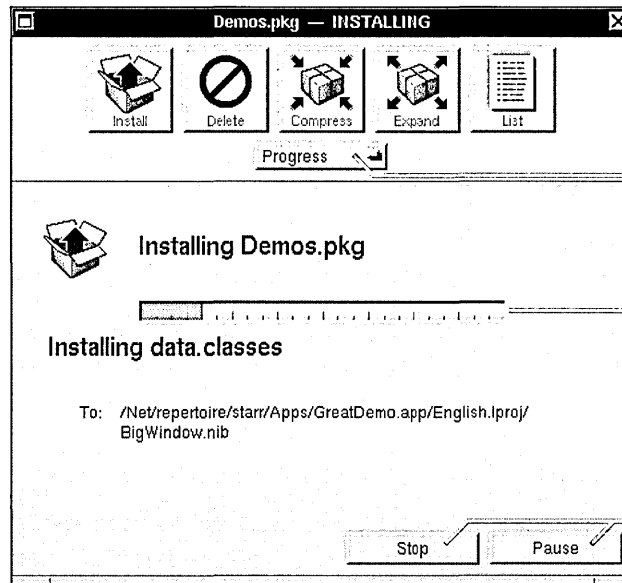 Demos.pkg — INSTALLING
Install
Delete
Compress
Expand
List
Progress
Installing Demos.pkg
Installing data.classes
To: /Net/repertoire/starr/Apps/GreatDemo.app/English.lproj/
BigWindow.nib
Stop
Pause